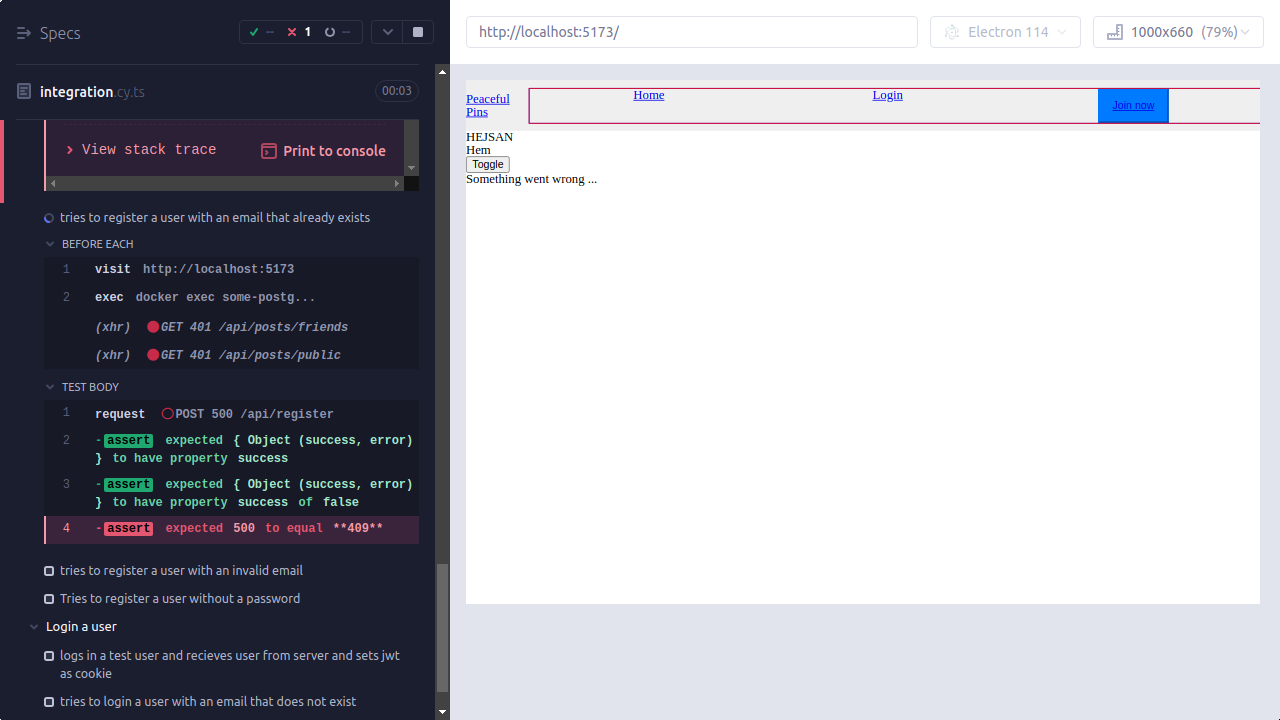 Specs
-- 1 --
integration.cy.ts
00:03
View stack trace
Print to console
tries to register a user with an email that already exists
BEFORE EACH
1 visit http://localhost:5173
2 exec docker exec some-postg...
(xhr) GET 401 /api/posts/friends
(xhr) GET 401 /api/posts/public
TEST BODY
1 request POST 500 /api/register
2 -assert expected { Object (success, error)
} to have property success
3 -assert expected { Object (success, error)
} to have property success of false
4 -assert expected 500 to equal **409**
tries to register a user with an invalid email
Tries to register a user without a password
Login a user
logs in a test user and recieves user from server and sets jwt
as cookie
tries to login a user with an email that does not exist
http://localhost:5173/
Electron 114
1000x660 (79%)
Peaceful
Pins
Home
Login
Join now
HEJSAN
Hem
Toggle
Something went wrong ...